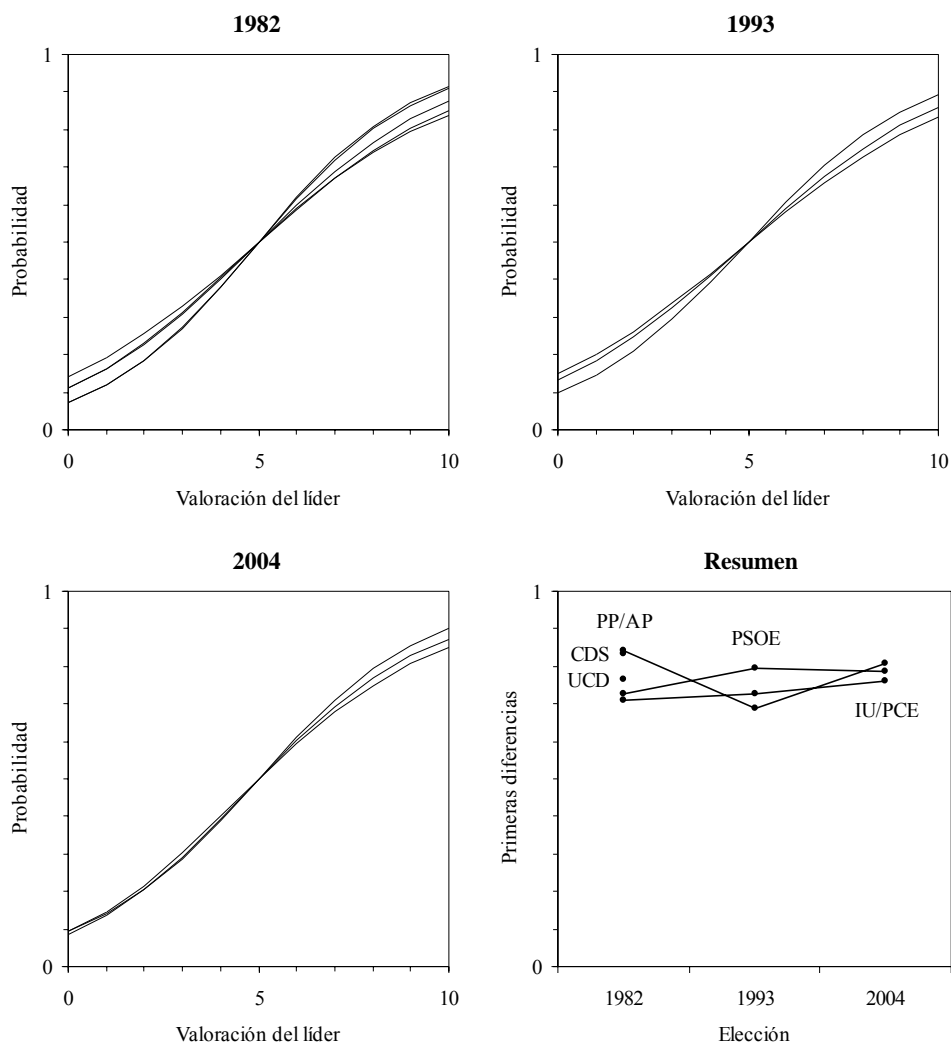 1982
1
Probabilidad
0
0 5 10
Valoración del líder
1993
1
Probabilidad
0
0 5 10
Valoración del líder
2004
1
Probabilidad
0
0 5 10
Valoración del líder
Resumen
1
Primeras diferencias
PP/AP
PSOE
CDS
UCD
IU/PCE
0
1982 1993 2004
Elección